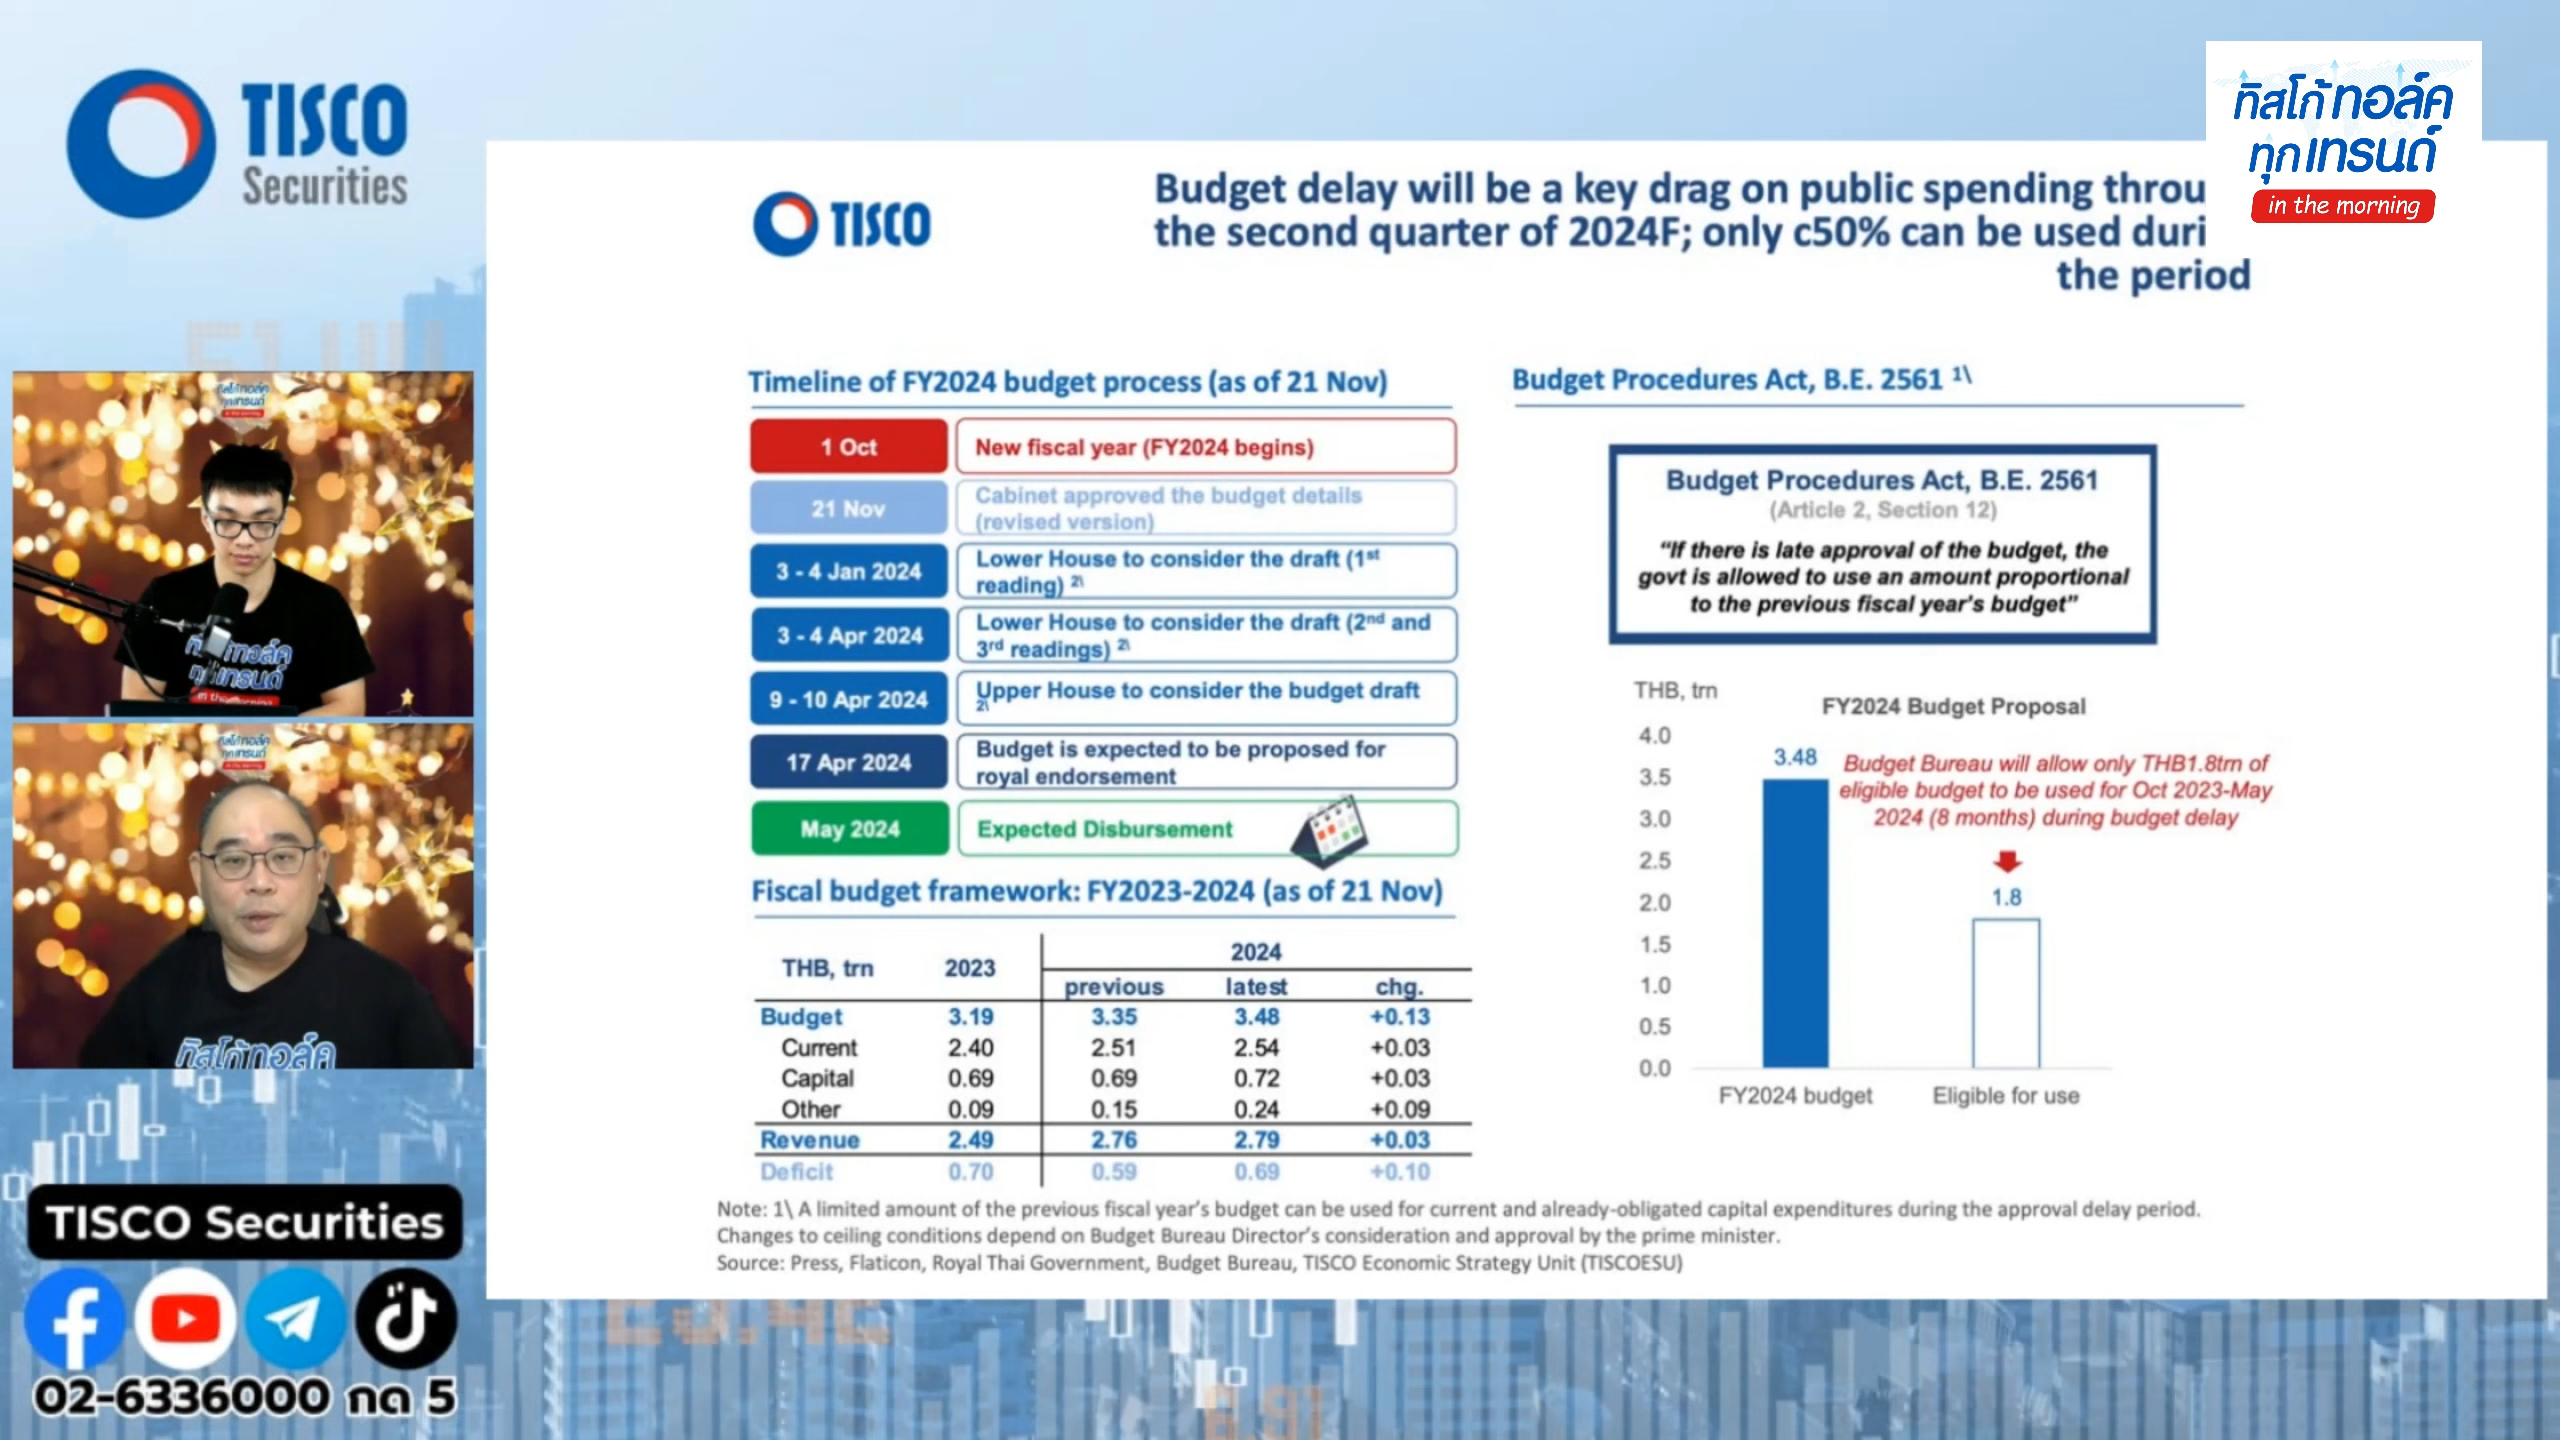 TISCO
Securities
ทิสโก้ทอล์ค
ทุกเทรนด์
in the morning
TISCO
Budget delay will be a key drag on public spending throu
the second quarter of 2024F; only c50% can be used duri
the period
Timeline of FY2024 budget process (as of 21 Nov)
1 Oct
New fiscal year (FY2024 begins)
21 Nov
Cabinet approved the budget details
(revised version)
3 - 4 Jan 2024
Lower House to consider the draft (1st
reading) 2\
3 - 4 Apr 2024
Lower House to consider the draft (2nd and
3rd readings) 2\
9 - 10 Apr 2024
Upper House to consider the budget draft
2\
17 Apr 2024
Budget is expected to be proposed for
royal endorsement
May 2024
Expected Disbursement
Fiscal budget framework: FY2023-2024 (as of 21 Nov)
THB, trn 2023 2024
previous latest chg.
Budget 3.19 3.35 3.48 +0.13
Current 2.40 2.51 2.54 +0.03
Capital 0.69 0.69 0.72 +0.03
Other 0.09 0.15 0.24 +0.09
Revenue 2.49 2.76 2.79 +0.03
Deficit 0.70 0.59 0.69 +0.10
Budget Procedures Act, B.E. 2561 1\
Budget Procedures Act, B.E. 2561
(Article 2, Section 12)
“If there is late approval of the budget, the
govt is allowed to use an amount proportional
to the previous fiscal year's budget”
THB, trn
FY2024 Budget Proposal
4.0
3.5
3.0
2.5
2.0
1.5
1.0
0.5
0.0
3.48
Budget Bureau will allow only THB1.8trn of
eligible budget to be used for Oct 2023-May
2024 (8 months) during budget delay
1.8
FY2024 budget
Eligible for use
Note: 1\ A limited amount of the previous fiscal year's budget can be used for current and already-obligated capital expenditures during the approval delay period.
Changes to ceiling conditions depend on Budget Bureau Director's consideration and approval by the prime minister.
Source: Press, Flaticon, Royal Thai Government, Budget Bureau, TISCO Economic Strategy Unit (TISCOESU)
ทิสโก้ทอล์ค
TISCO Securities
02-6336000 กด 5